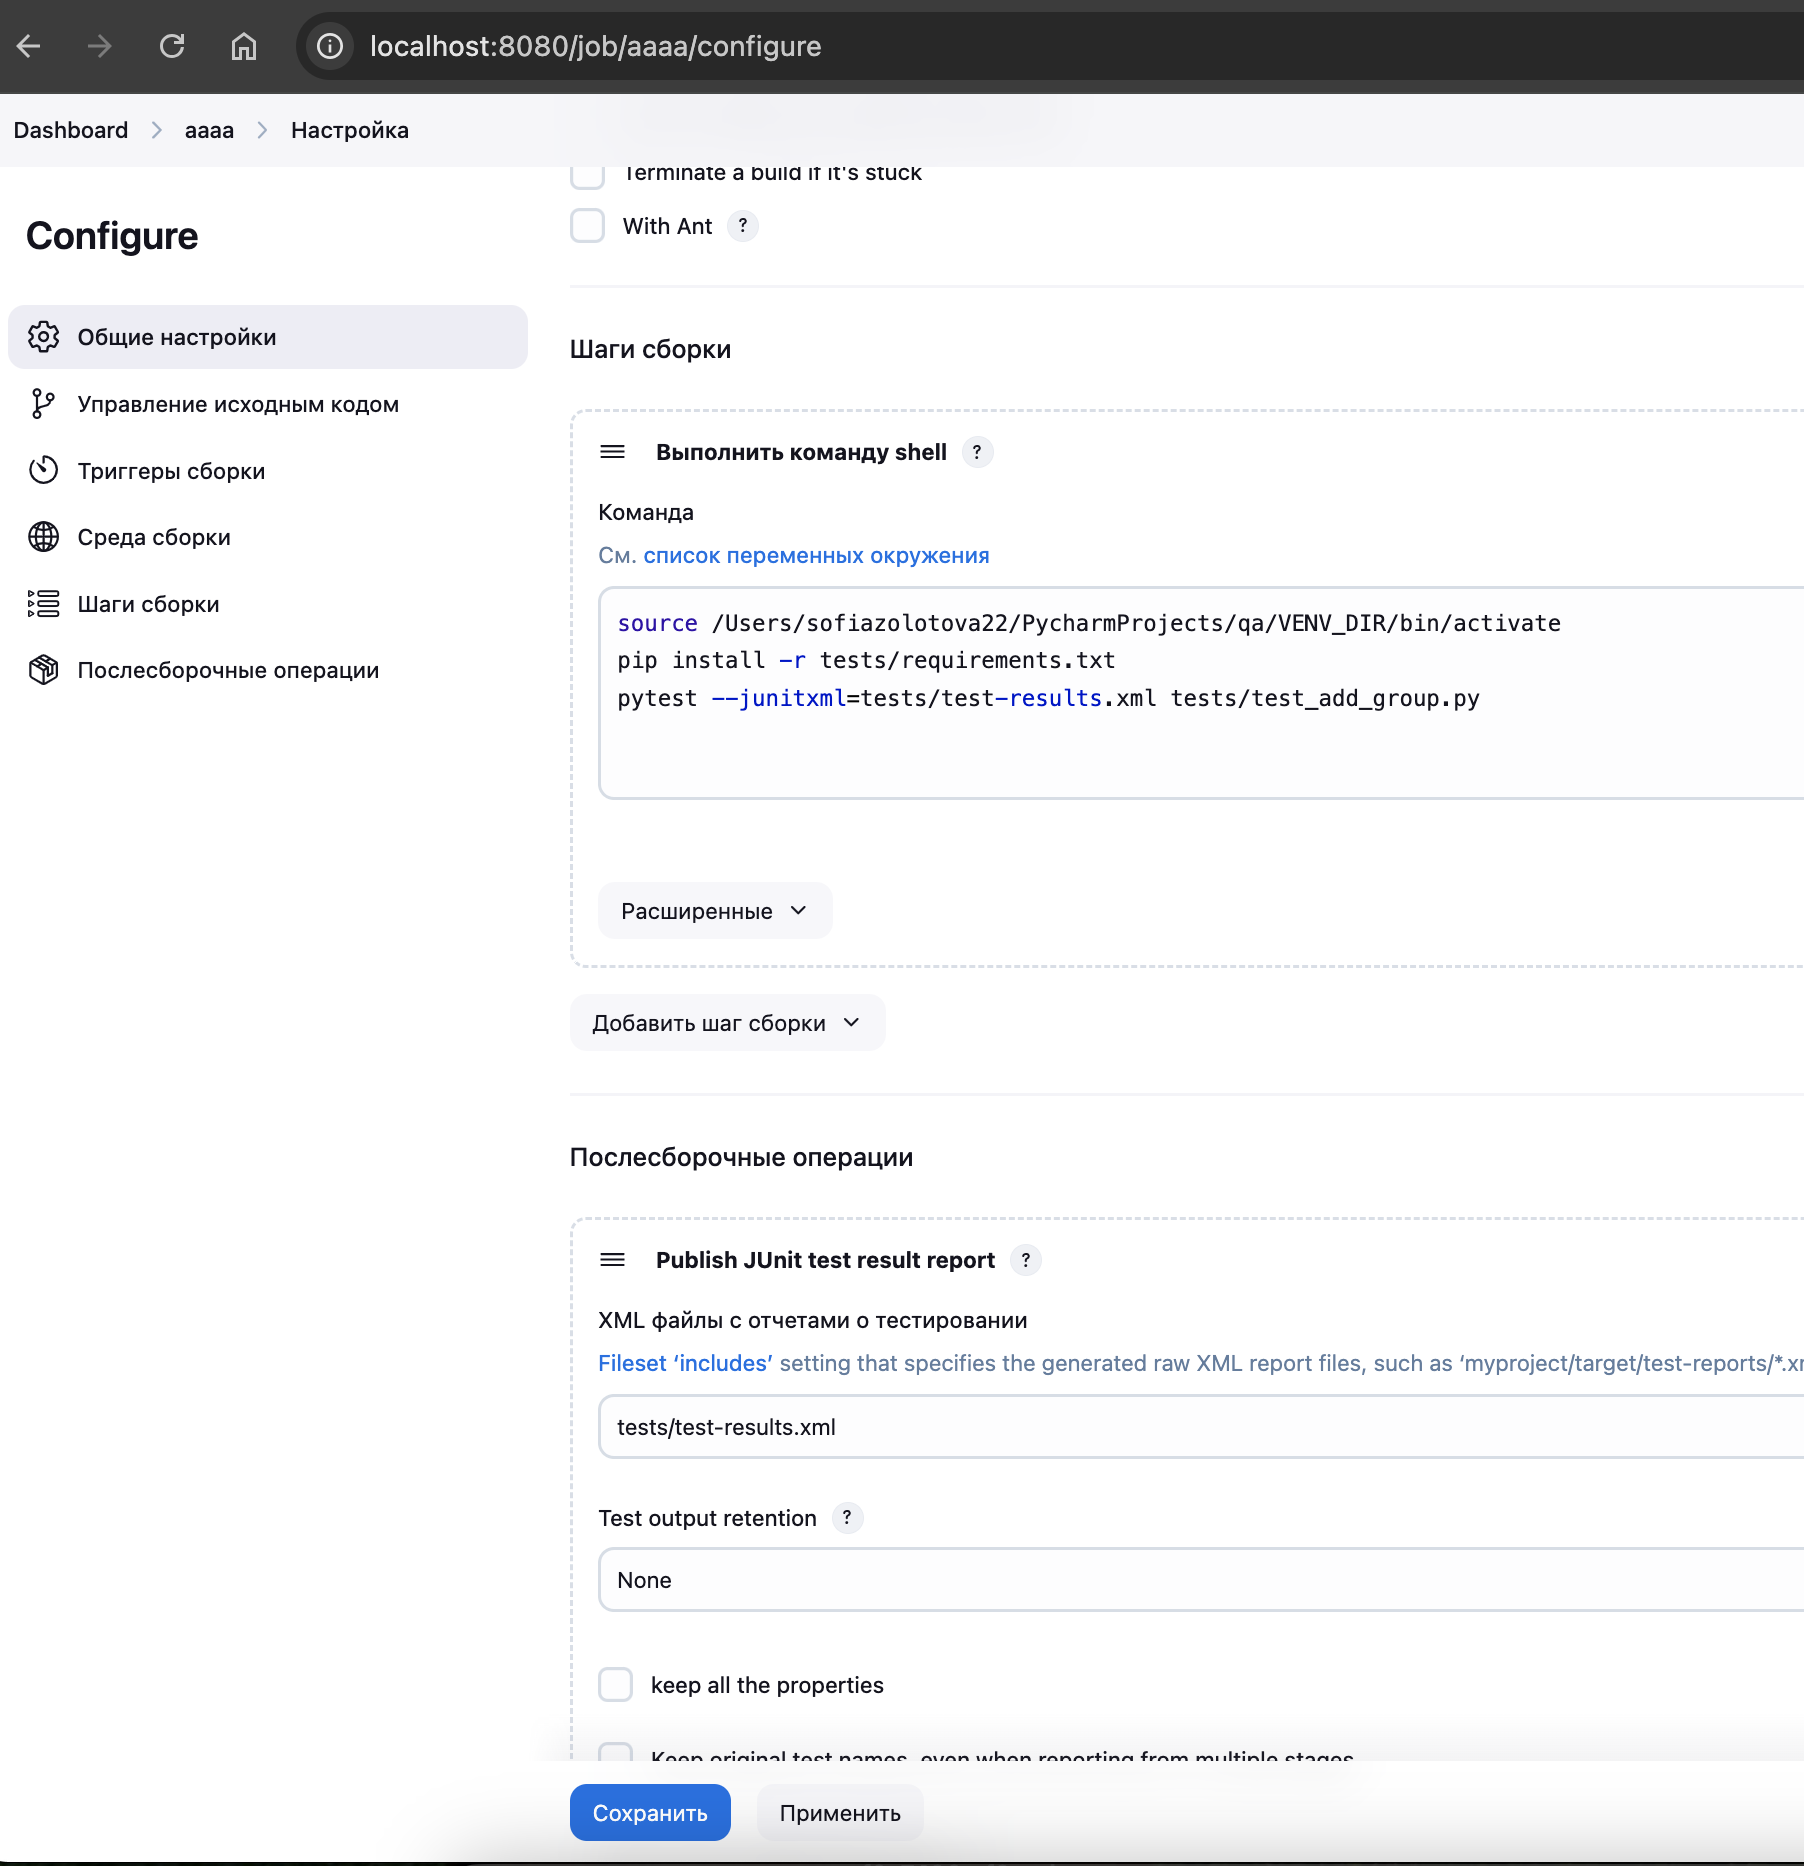 localhost:8080/job/aaaa/configure
Dashboard
aaaa
Настройка
Terminate a build if it's stuck
With Ant ?
Configure
Общие настройки
Управление исходным кодом
Триггеры сборки
Среда сборки
Шаги сборки
Послесборочные операции
Шаги сборки
Выполнить команду shell ?
Команда
См. список переменных окружения
source /Users/sofiazolotova22/PycharmProjects/qa/VENV_DIR/bin/activate
pip install -r tests/requirements.txt
pytest --junitxml=tests/test-results.xml tests/test_add_group.py
Расширенные
Добавить шаг сборки
Послесборочные операции
Publish JUnit test result report ?
XML файлы с отчетами о тестировании
Fileset ‘includes’ setting that specifies the generated raw XML report files, such as ‘myproject/target/test-reports/*.x
tests/test-results.xml
Test output retention ?
None
keep all the properties
Keep original test names, even when reporting from multiple stages
Сохранить
Применить